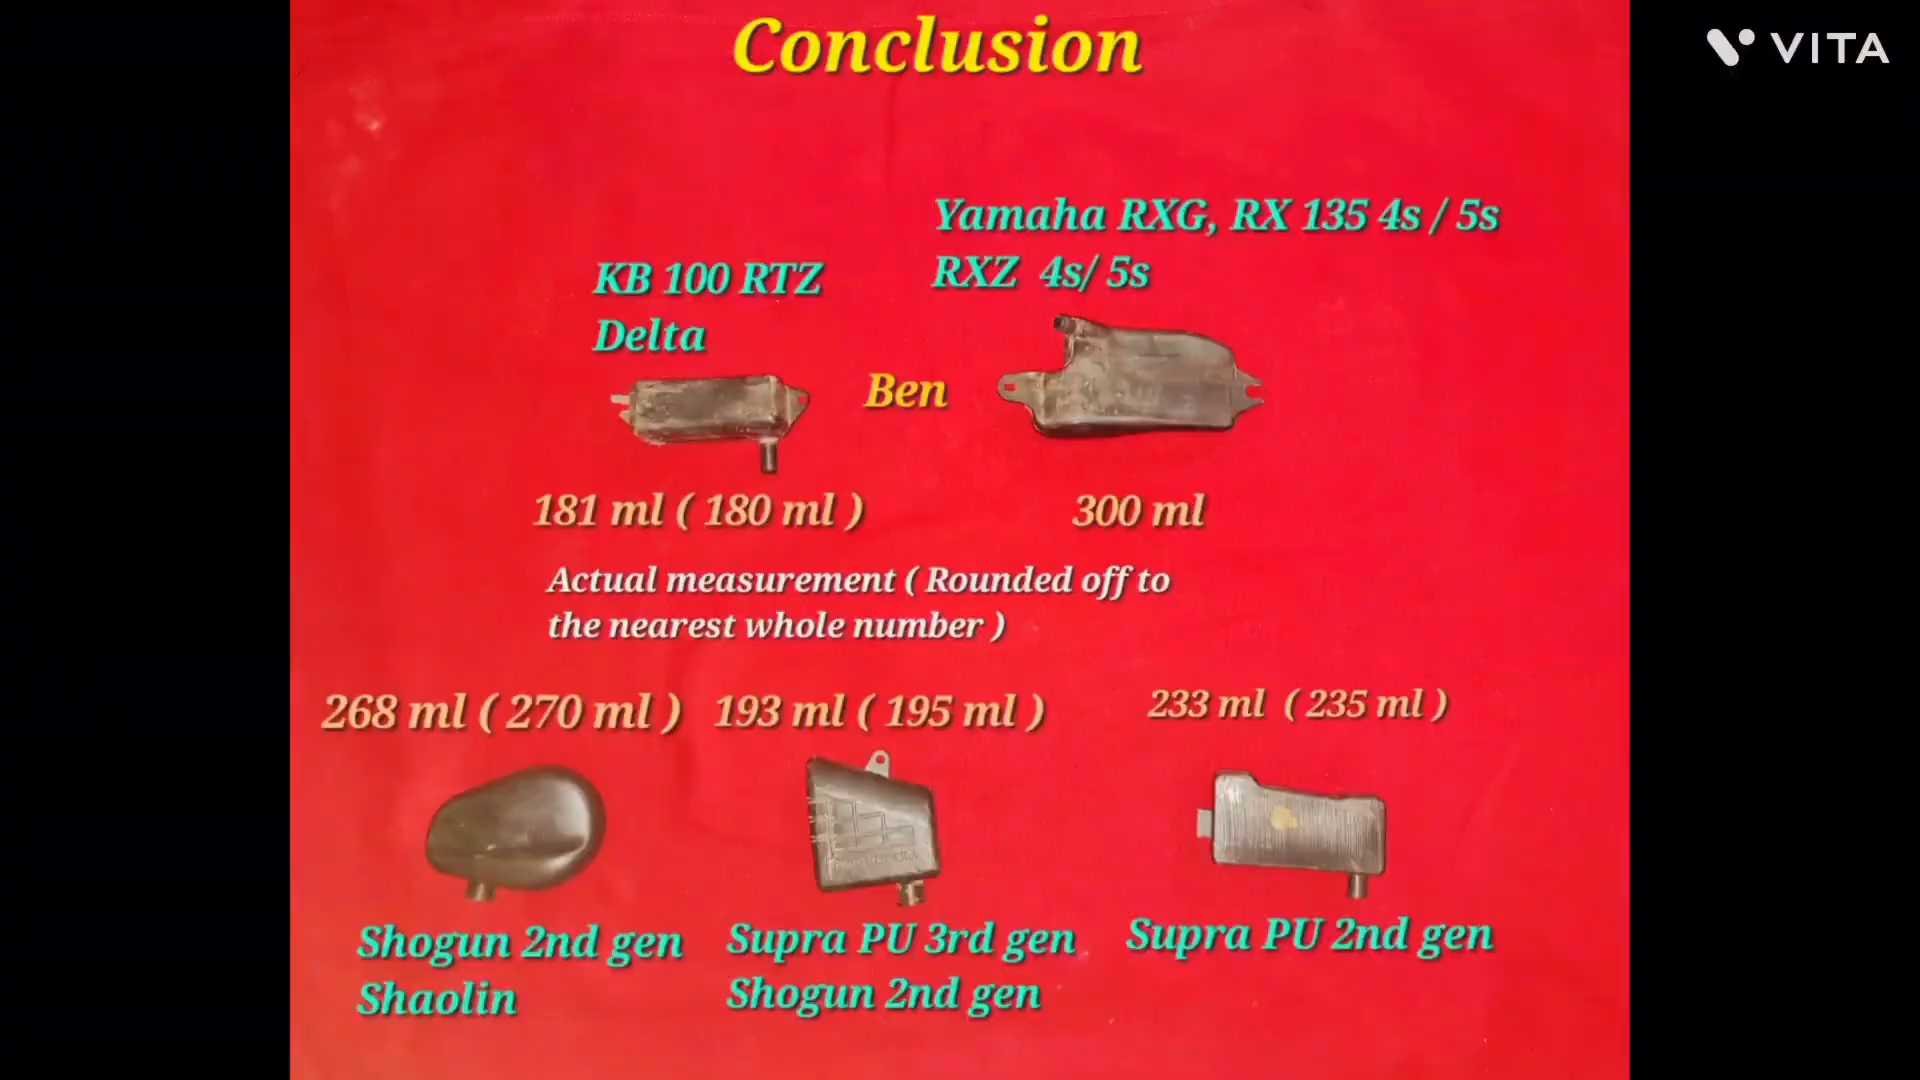 Conclusion
VITA
Yamaha RXG, RX 135 4s / 5s
RXZ 4s/ 5s
KB 100 RTZ
Delta
Ben
181 ml ( 180 ml )
300 ml
Actual measurement ( Rounded off to
the nearest whole number )
268 ml ( 270 ml )
193 ml ( 195 ml )
233 ml ( 235 ml )
Shogun 2nd gen
Shaolin
Supra PU 3rd gen
Shogun 2nd gen
Supra PU 2nd gen